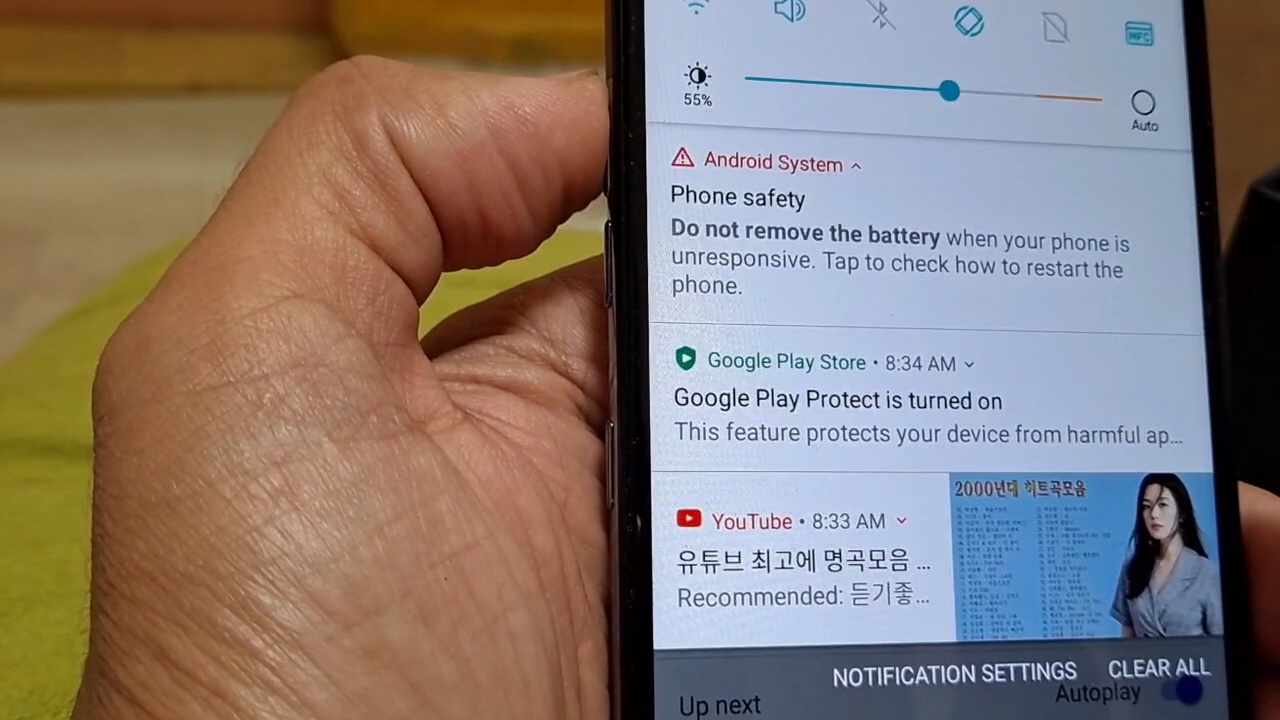 NFC
55%
Auto
Android System
Phone safety
Do not remove the battery when your phone is
unresponsive. Tap to check how to restart the
phone.
Google Play Store • 8:34 AM
Google Play Protect is turned on
This feature protects your device from harmful ap...
2000년대 히트곡모음
YouTube • 8:33 AM
유튜브 최고에 명곡모음 ...
Recommended: 듣기좋...
NOTIFICATION SETTINGS CLEAR ALL
Up next Autoplay